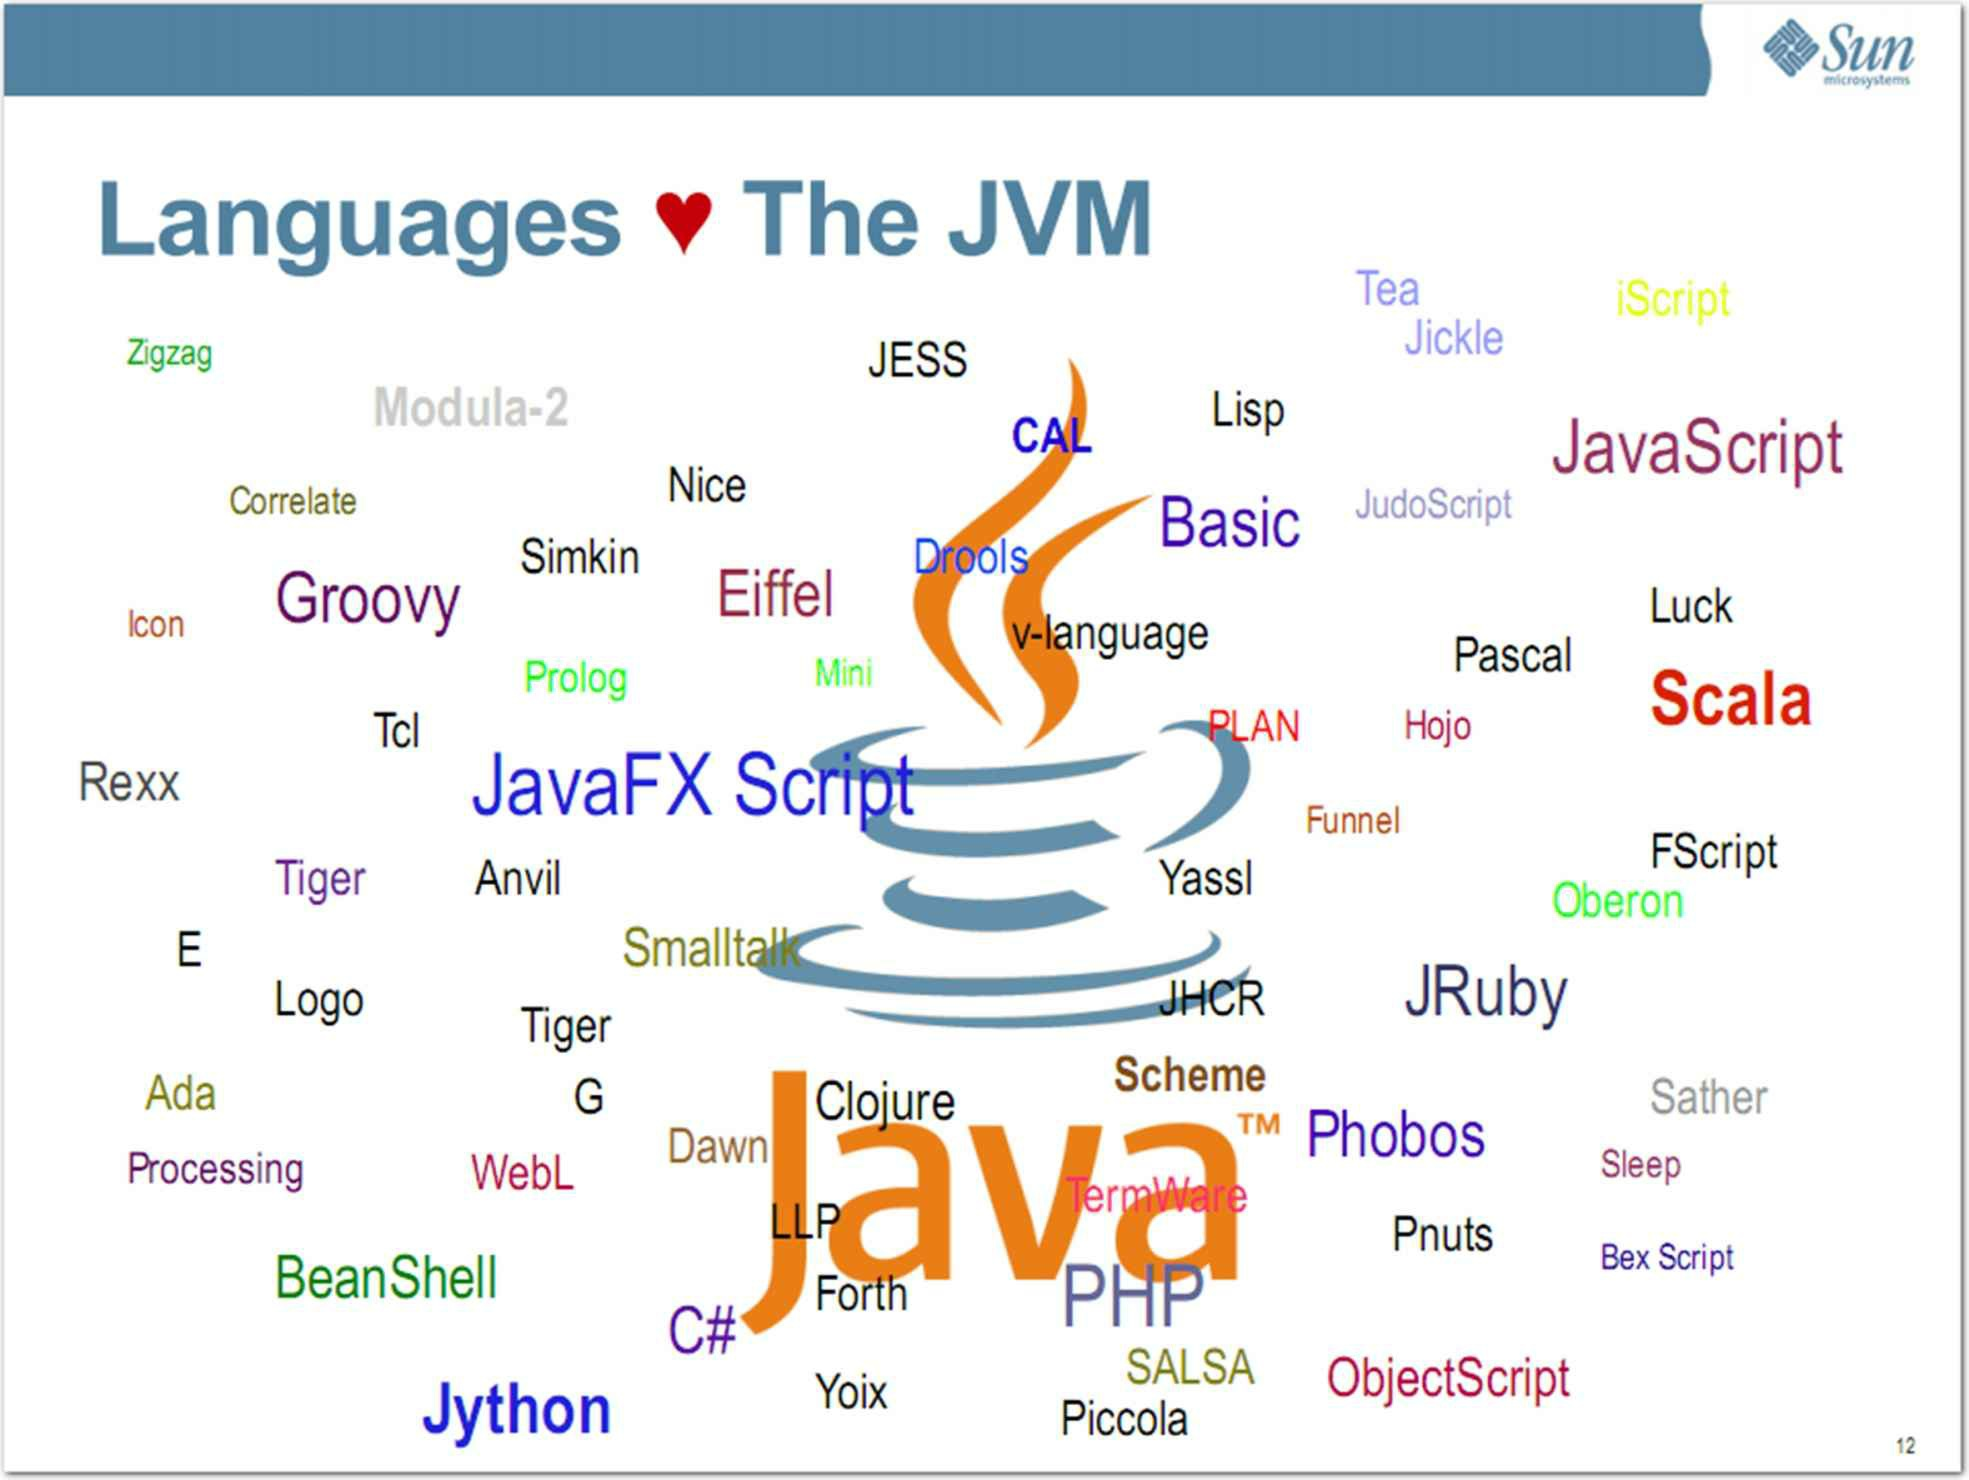 Sun
microsystems
Languages ♥ The JVM
Tea
iScript
Jickle
Zigzag
JESS
Modula-2
Lisp
CAL
JavaScript
Nice
Correlate
JudoScript
Basic
Simkin
Drools
Groovy
Eiffel
Luck
Icon
v-language
Pascal
Prolog
Mini
Scala
Tcl
PLAN
Hojo
Rexx
JavaFX Script
Funnel
FScript
Tiger
Anvil
Yassl
Oberon
E
Smalltalk
Logo
JHCR
JRuby
Tiger
Scheme
Ada
G
Clojure
Sather
Java™
Phobos
Dawn
Processing
WebL
Sleep
TermWare
LLP
Pnuts
Bex Script
BeanShell
Forth
PHP
C#
SALSA
ObjectScript
Yoix
Jython
Piccola
12